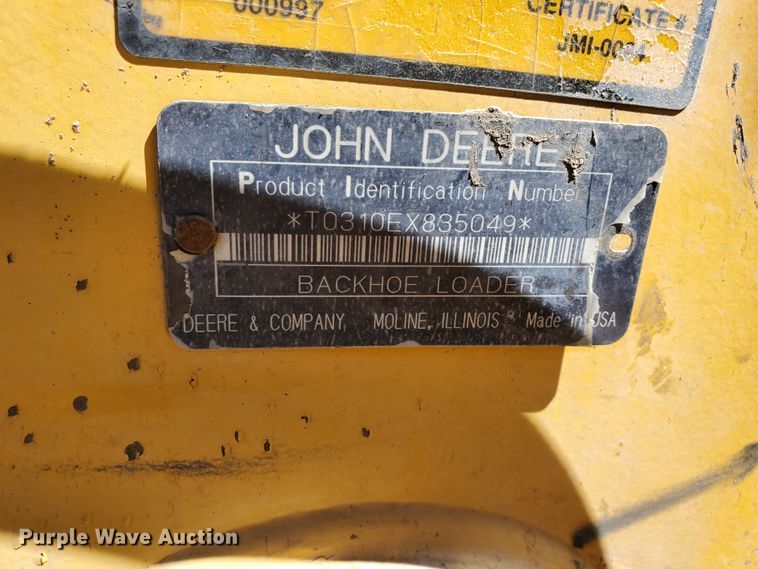 000997
CERTIFICATE #
JMI-0044
JOHN DEERE
Product Identification Number
*T0310EX835049*
BACKHOE LOADER
DEERE & COMPANY, MOLINE, ILLINOIS Made in USA
Purple Wave Auction